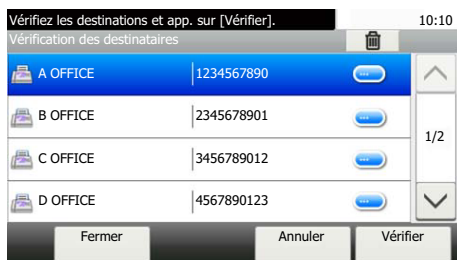 Vérifiez les destinations et app. sur [Vérifier]. 10:10
Vérification des destinataires
A OFFICE 1234567890
B OFFICE 2345678901
1/2
C OFFICE 3456789012
D OFFICE 4567890123
Fermer Annuler Vérifier